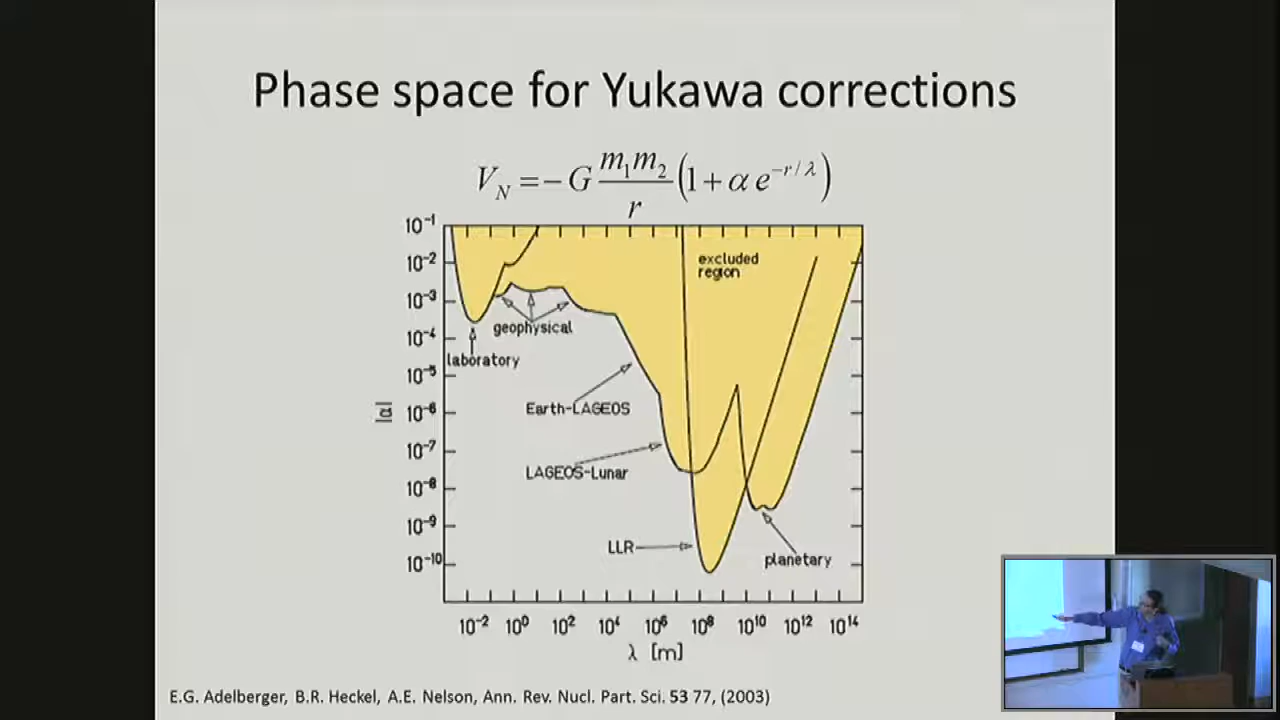 Phase space for Yukawa corrections
V_N = −G m₁m₂/r (1 + α e^{−r/λ})
10⁻¹
10⁻²
10⁻³
10⁻⁴
10⁻⁵
10⁻⁶
10⁻⁷
10⁻⁸
10⁻⁹
10⁻¹⁰
|α|
excluded
region
geophysical
laboratory
Earth-LAGEOS
LAGEOS-Lunar
LLR
planetary
10⁻² 10⁰ 10² 10⁴ 10⁶ 10⁸ 10¹⁰ 10¹² 10¹⁴
λ [m]
E.G. Adelberger, B.R. Heckel, A.E. Nelson, Ann. Rev. Nucl. Part. Sci. 53 77, (2003)